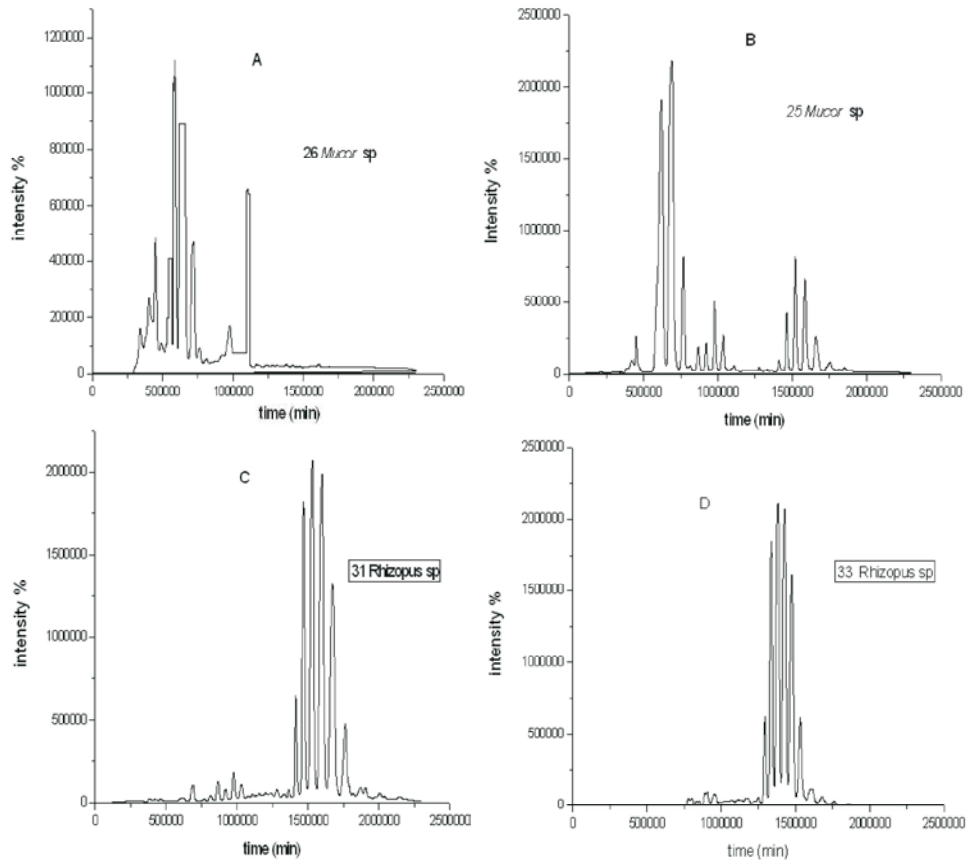 A
26 Mucor sp
intensity %
1200000
1000000
800000
600000
400000
200000
0
0 500000 1000000 1500000 2000000 2500000
time (min)
B
25 Mucor sp
Intensity %
2500000
2000000
1500000
1000000
500000
0
500000 1000000 1500000 2000000 2500000
time (min)
C
31 Rhizopus sp
intensity %
2000000
1500000
1000000
500000
0
0 500000 1000000 1500000 2000000 2500000
time (min)
D
33 Rhizopus sp
intensity %
2500000
2000000
1500000
1000000
500000
0
0 500000 1000000 1500000 2000000 2500000
time (min)